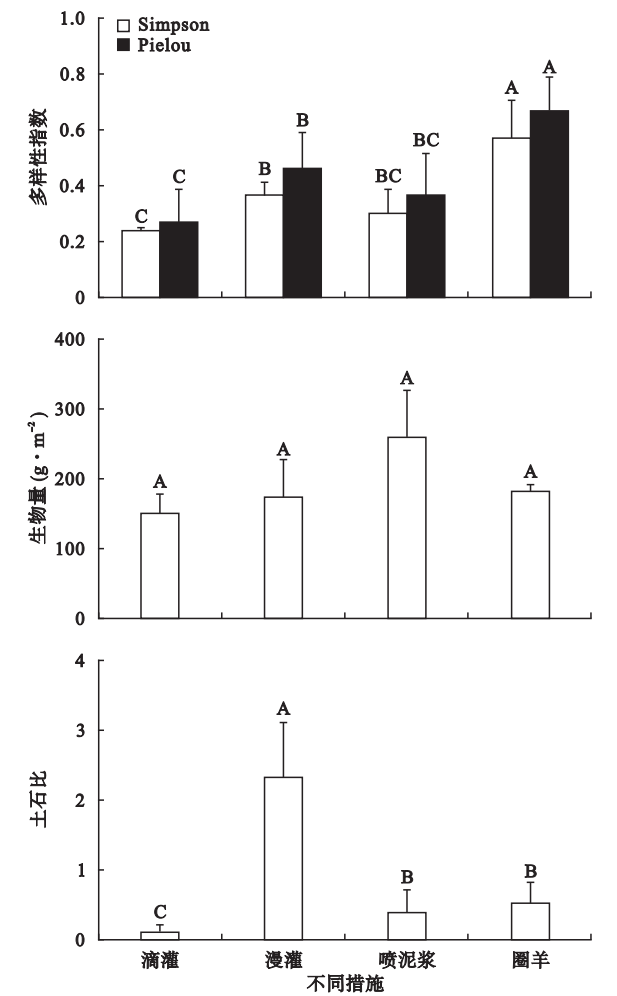 1.0
0.8
0.6
0.4
0.2
0
多样性指数
Simpson
Pielou
C
C
B
B
BC
BC
A
A
400
300
200
100
0
生物量(g·m⁻²)
A
A
A
A
4
3
2
1
0
土石比
C
A
B
B
滴灌 漫灌 喷泥浆 圈羊
不同措施